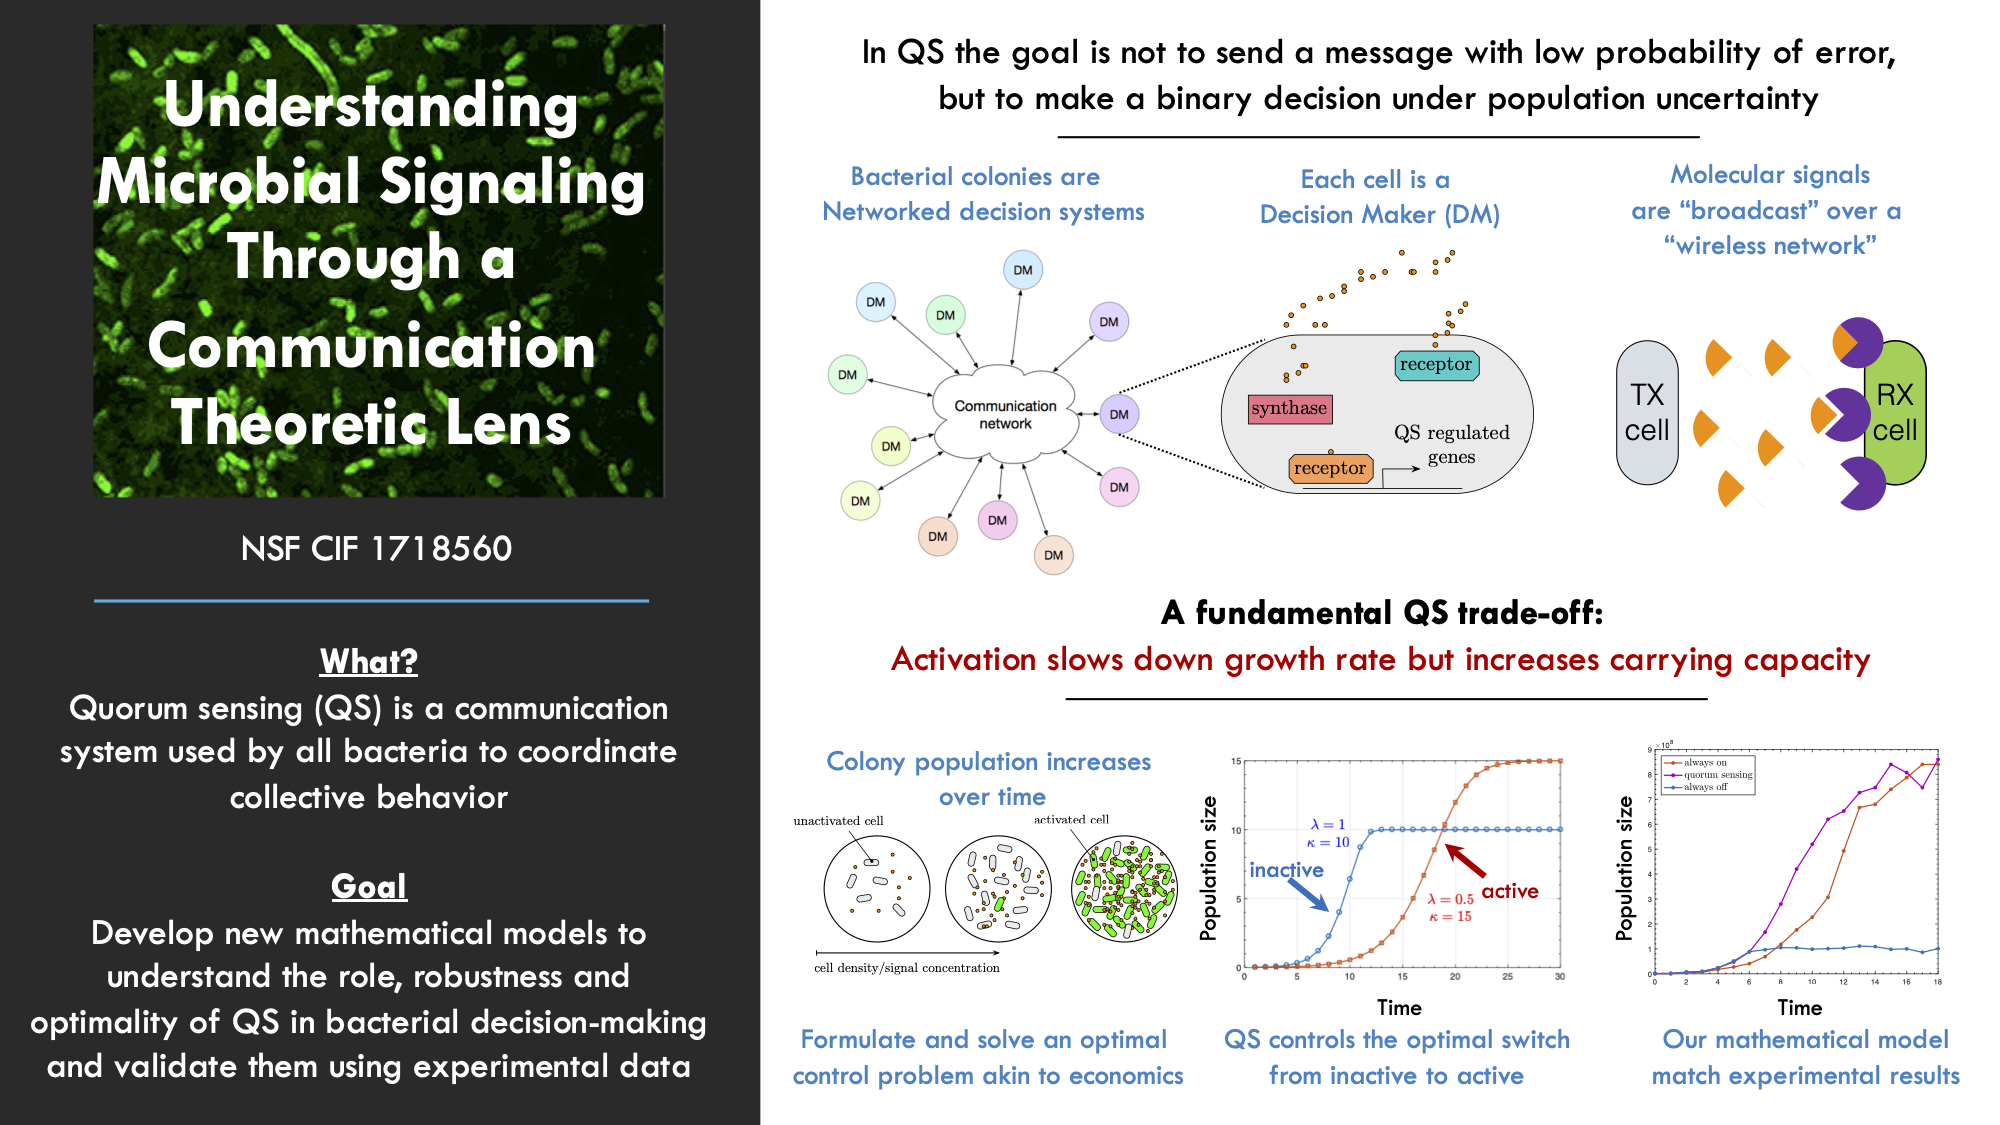 Understanding
Microbial Signaling
Through a
Communication
Theoretic Lens
NSF CIF 1718560
What?
Quorum sensing (QS) is a communication
system used by all bacteria to coordinate
collective behavior
Goal
Develop new mathematical models to
understand the role, robustness and
optimality of QS in bacterial decision-making
and validate them using experimental data
In QS the goal is not to send a message with low probability of error,
but to make a binary decision under population uncertainty
Bacterial colonies are
Networked decision systems
DM
DM
DM
DM
DM
DM
DM
DM
DM
DM
DM
DM
Communication
network
Each cell is a
Decision Maker (DM)
receptor
synthase
QS regulated
genes
receptor
Molecular signals
are “broadcast” over a
“wireless network”
TX
cell
RX
cell
A fundamental QS trade-off:
Activation slows down growth rate but increases carrying capacity
Colony population increases
over time
unactivated cell
activated cell
cell density/signal concentration
Formulate and solve an optimal
control problem akin to economics
Population size
15
10
5
0
λ = 1
κ = 10
inactive
active
λ = 0.5
κ = 15
0 5 10 15 20 25 30
Time
QS controls the optimal switch
from inactive to active
Population size
×10⁸
9
8
7
6
5
4
3
2
1
0
always on
quorum sensing
always off
0 2 4 6 8 10 12 14 16 18
Time
Our mathematical model
match experimental results